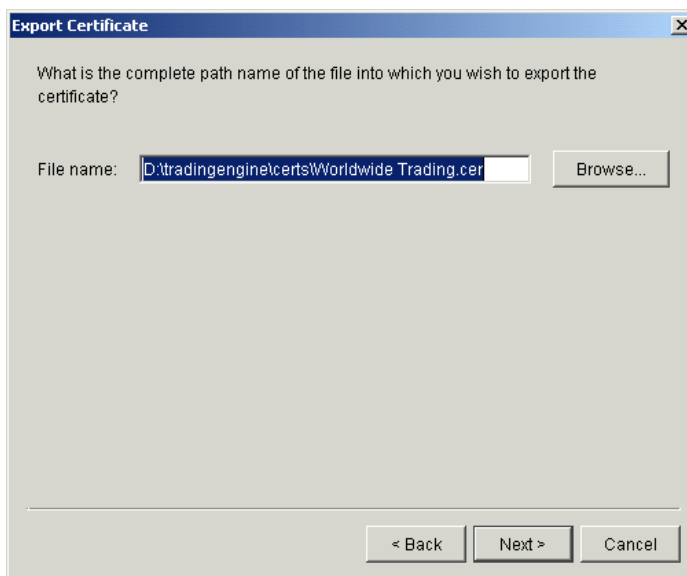 Export Certificate
What is the complete path name of the file into which you wish to export the
certificate?
File name: D:\tradingengine\certs\Worldwide Trading.cer Browse...
< Back Next > Cancel